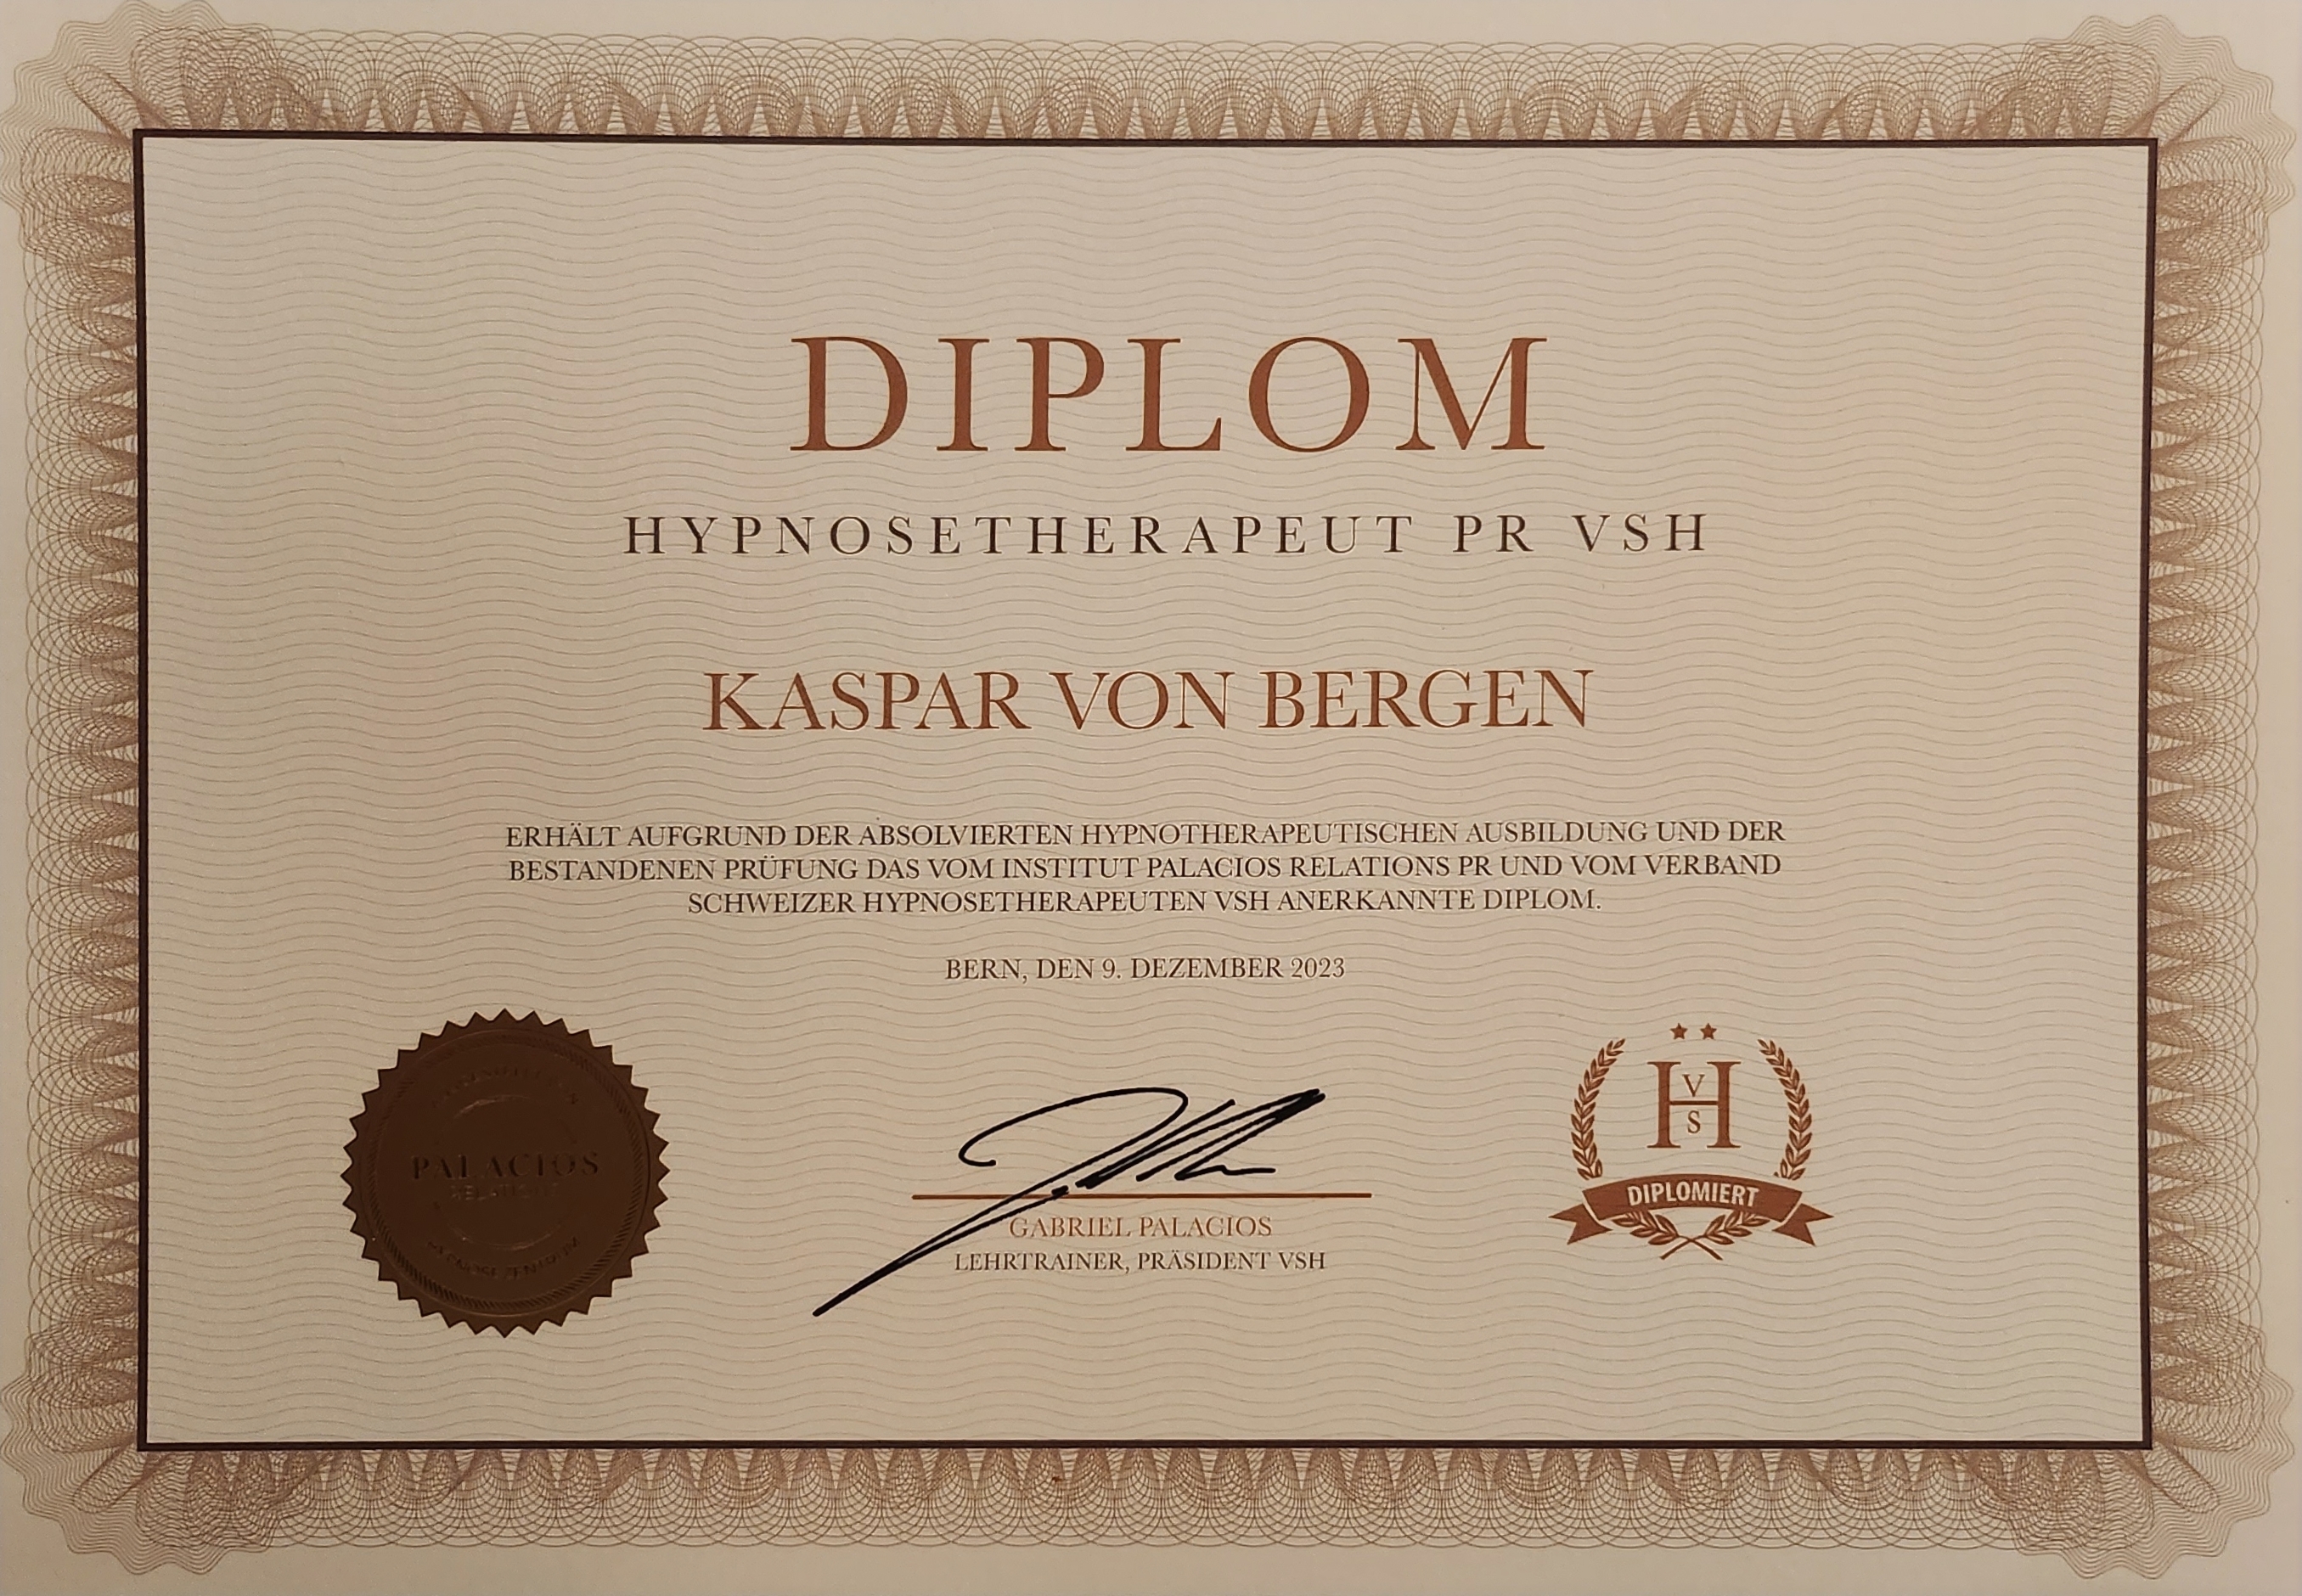 DIPLOM
HYPNOSETHERAPEUT PR VSH
KASPAR VON BERGEN
ERHÄLT AUFGRUND DER ABSOLVIERTEN HYPNOTHERAPEUTISCHEN AUSBILDUNG UND DER
BESTANDENEN PRÜFUNG DAS VOM INSTITUT PALACIOS RELATIONS PR UND VOM VERBAND
SCHWEIZER HYPNOSETHERAPEUTEN VSH ANERKANNTE DIPLOM.
BERN, DEN 9. DEZEMBER 2023
PALACIOS
RELATIONS
HYPNOSEZENTRUM
GABRIEL PALACIOS
LEHRTRAINER, PRÄSIDENT VSH
V
H
S
DIPLOMIERT